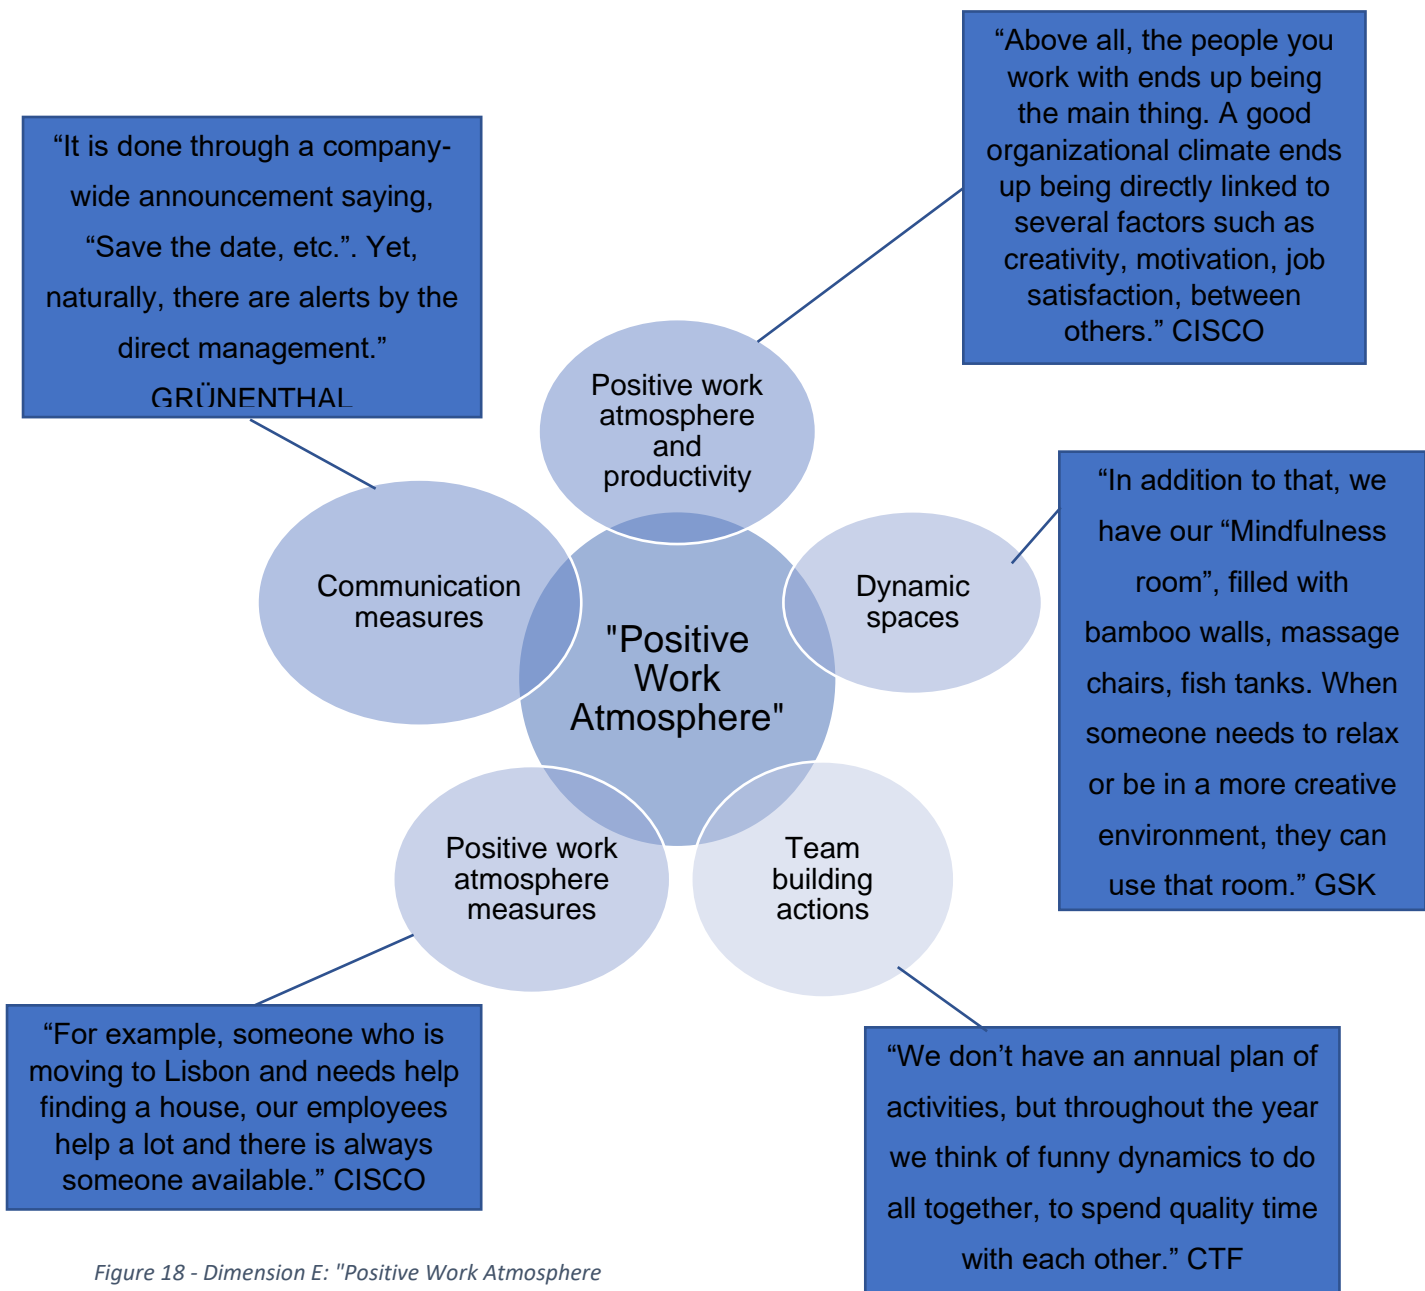 “Above all, the people you
work with ends up being
the main thing. A good
organizational climate ends
up being directly linked to
several factors such as
creativity, motivation, job
satisfaction, between
others.” CISCO
“It is done through a company-
wide announcement saying,
“Save the date, etc.”. Yet,
naturally, there are alerts by the
direct management.”
GRÜNENTHAL
Positive work
atmosphere
and
productivity
“In addition to that, we
have our “Mindfulness
room”, filled with
bamboo walls, massage
chairs, fish tanks. When
someone needs to relax
or be in a more creative
environment, they can
use that room.” GSK
Communication
measures
Dynamic
spaces
"Positive
Work
Atmosphere"
Positive work
atmosphere
measures
Team
building
actions
“For example, someone who is
moving to Lisbon and needs help
finding a house, our employees
help a lot and there is always
someone available.” CISCO
“We don’t have an annual plan of
activities, but throughout the year
we think of funny dynamics to do
all together, to spend quality time
with each other.” CTF
Figure 18 - Dimension E: "Positive Work Atmosphere